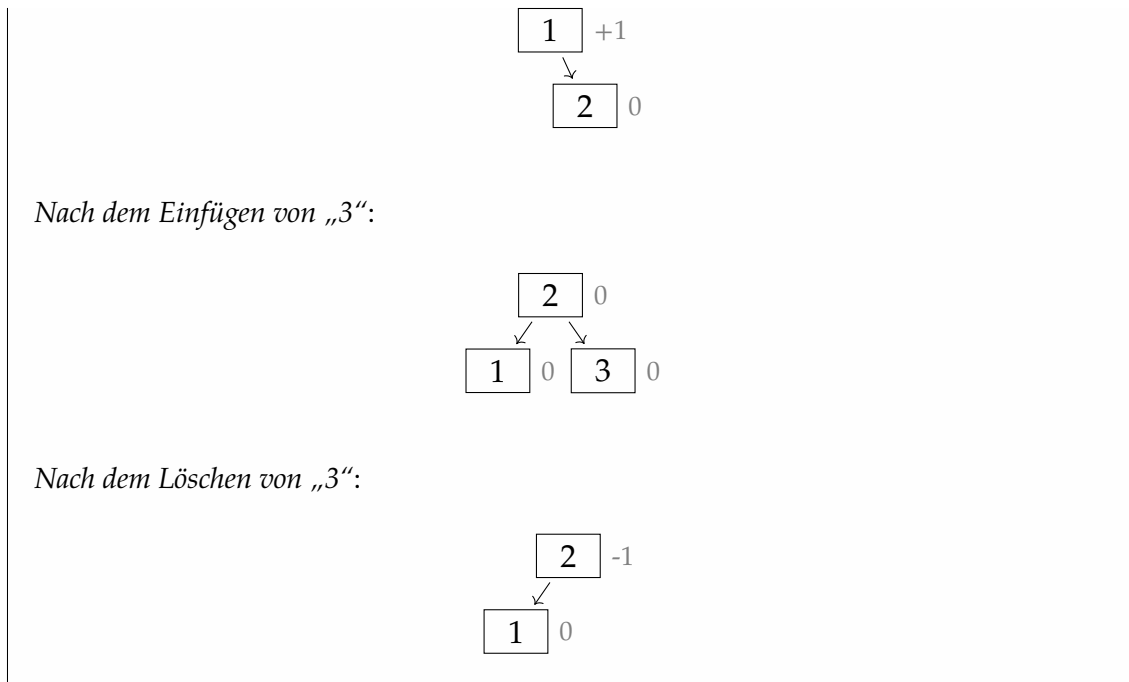 1 +1
2 0
Nach dem Einfügen von „3“:
2 0
1 0 3 0
Nach dem Löschen von „3“:
2 -1
1 0